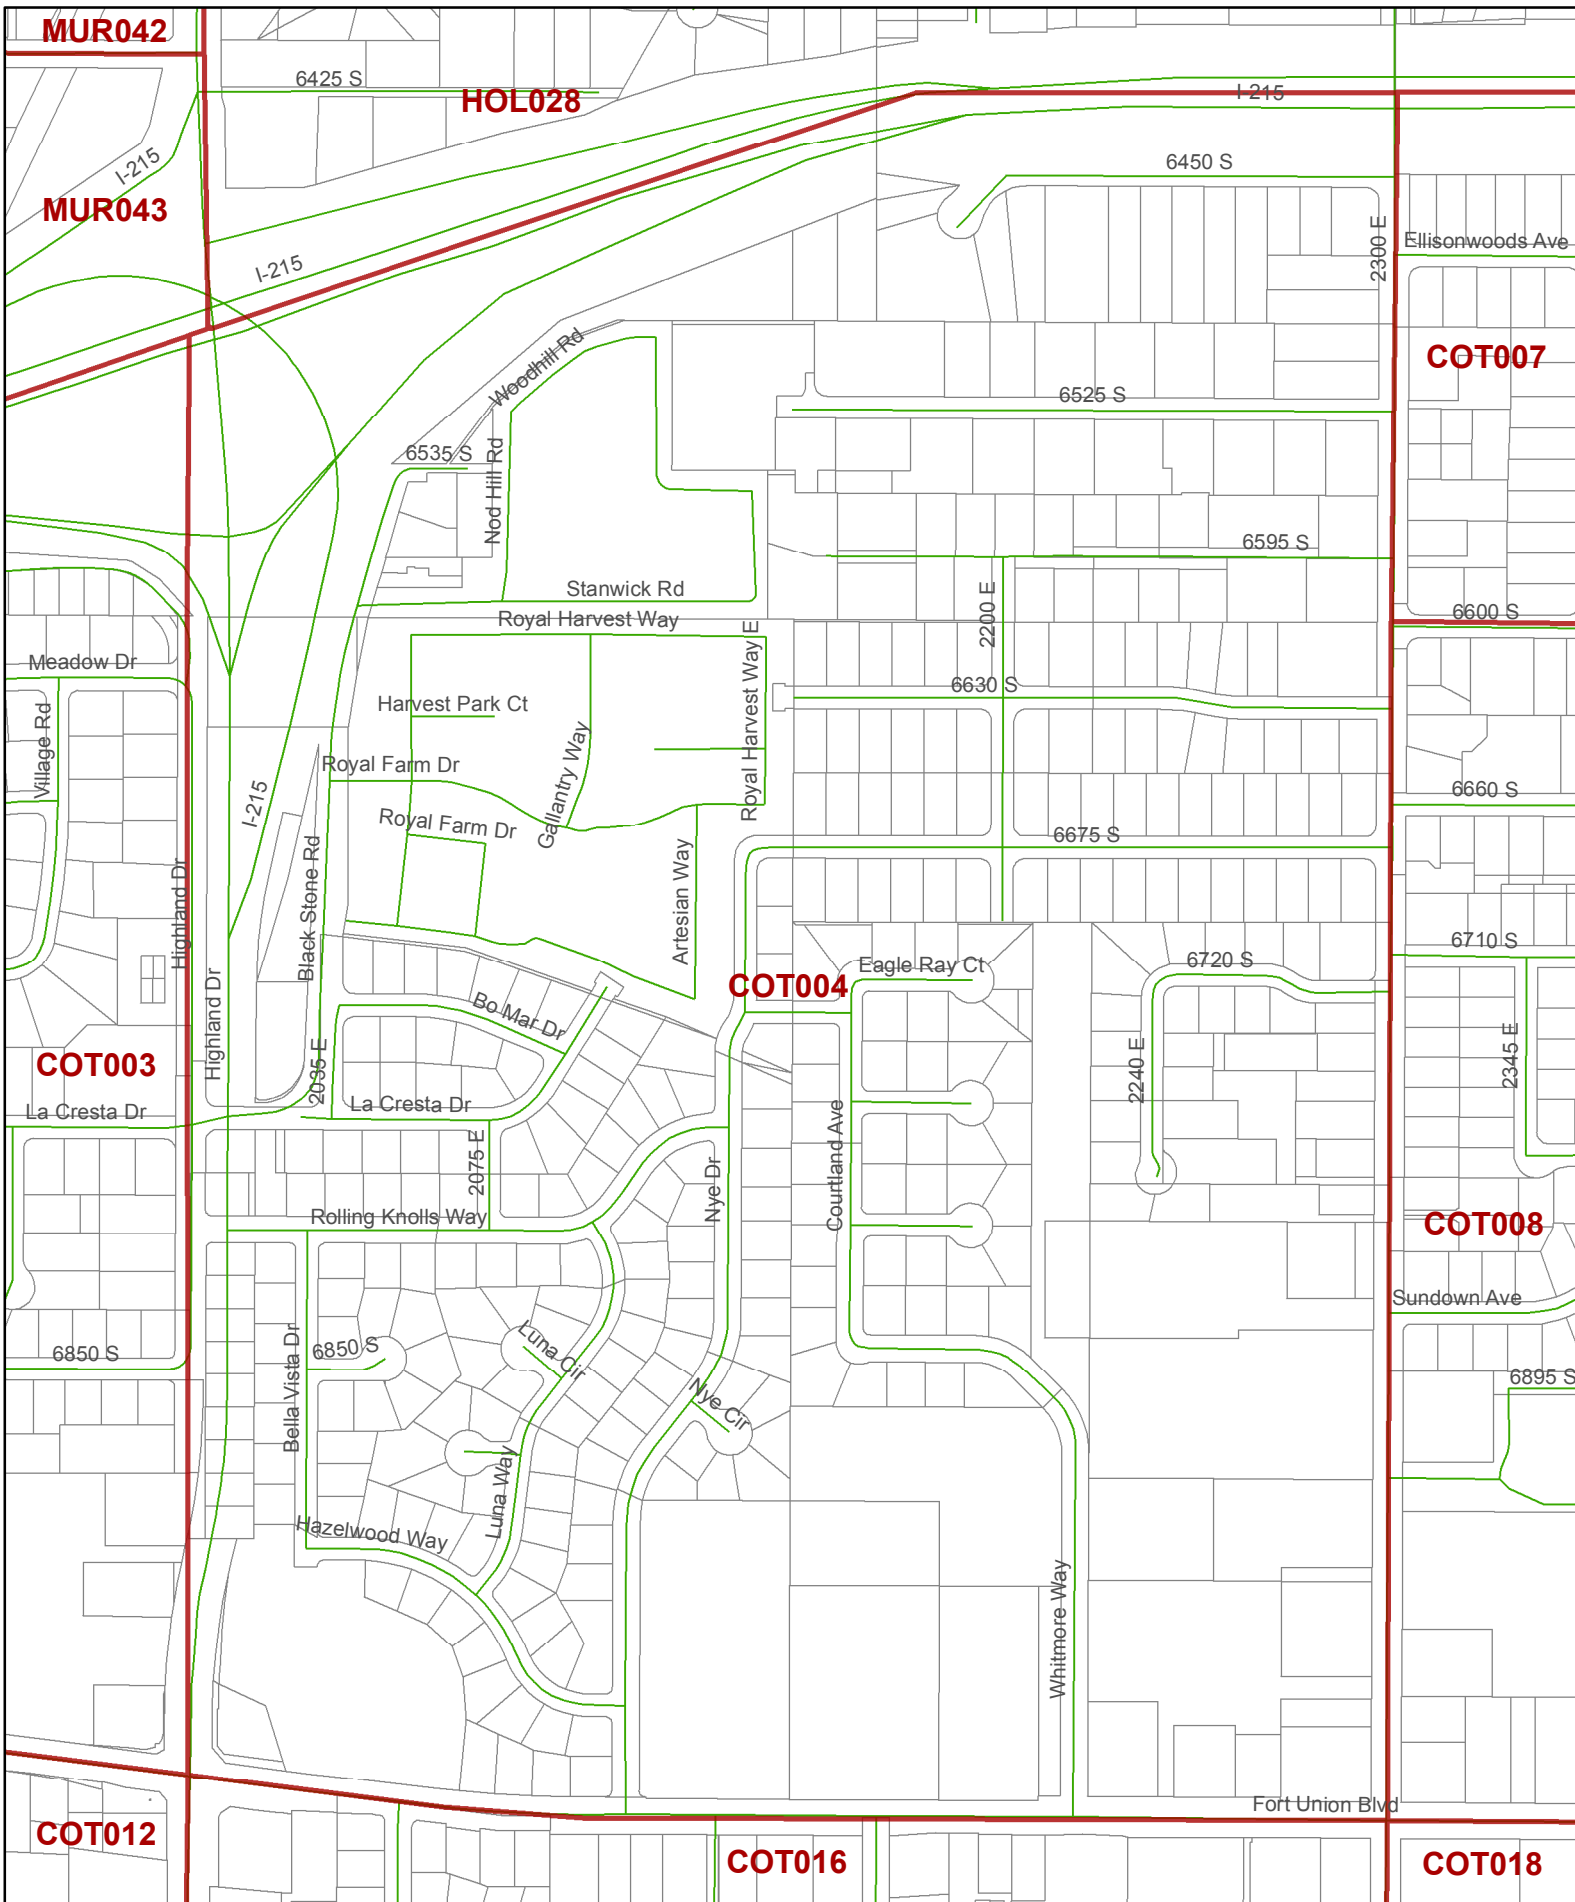 MUR042
6425 S
HOL028
I-215
I-215
6450 S
MUR043
2300 E
Ellisonwoods Ave
I-215
Woodhill Rd
COT007
6525 S
6535 S
Nod Hill Rd
6595 S
Stanwick Rd
2200 E
6600 S
Royal Harvest Way
Royal Harvest Way E
Meadow Dr
6630 S
Harvest Park Ct
Village Rd
Gallantry Way
Royal Farm Dr
6660 S
I-215
Royal Farm Dr
6675 S
Highland Dr
Black Stone Rd
Artesian Way
6710 S
Eagle Ray Ct
6720 S
COT004
Highland Dr
Bo Mar Dr
COT003
2035 E
2240 E
2345 E
La Cresta Dr
La Cresta Dr
Courtland Ave
2075 E
Nye Dr
Rolling Knolls Way
COT008
Sundown Ave
6850 S
Bella Vista Dr
6850 S
Luna Cir
Nye Cir
6895 S
Luna Way
Hazelwood Way
Whitmore Way
Fort Union Blvd
COT012
COT016
COT018